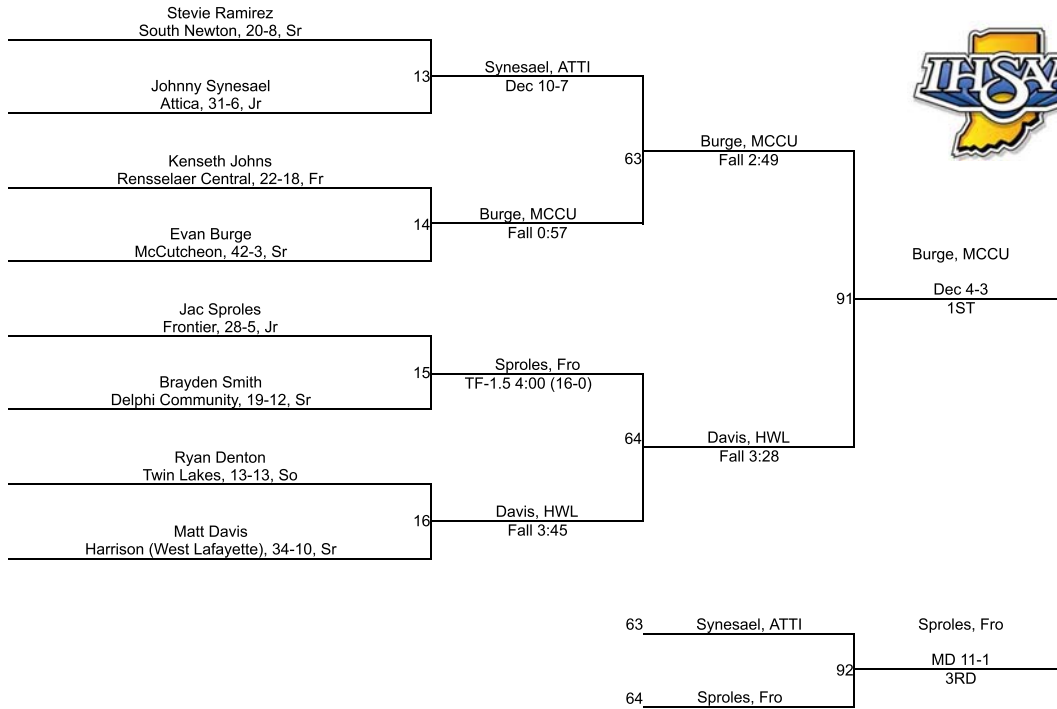 Stevie Ramirez
South Newton, 20-8, Sr
13
Synesael, ATTI
Dec 10-7
Johnny Synesael
Attica, 31-6, Jr
IHSAA
63
Burge, MCCU
Fall 2:49
Kenseth Johns
Rensselaer Central, 22-18, Fr
14
Burge, MCCU
Fall 0:57
Evan Burge
McCutcheon, 42-3, Sr
91
Burge, MCCU
Dec 4-3
1ST
Jac Sproles
Frontier, 28-5, Jr
15
Sproles, Fro
TF-1.5 4:00 (16-0)
Brayden Smith
Delphi Community, 19-12, Sr
64
Davis, HWL
Fall 3:28
Ryan Denton
Twin Lakes, 13-13, So
16
Davis, HWL
Fall 3:45
Matt Davis
Harrison (West Lafayette), 34-10, Sr
63
Synesael, ATTI
92
Sproles, Fro
MD 11-1
3RD
64
Sproles, Fro